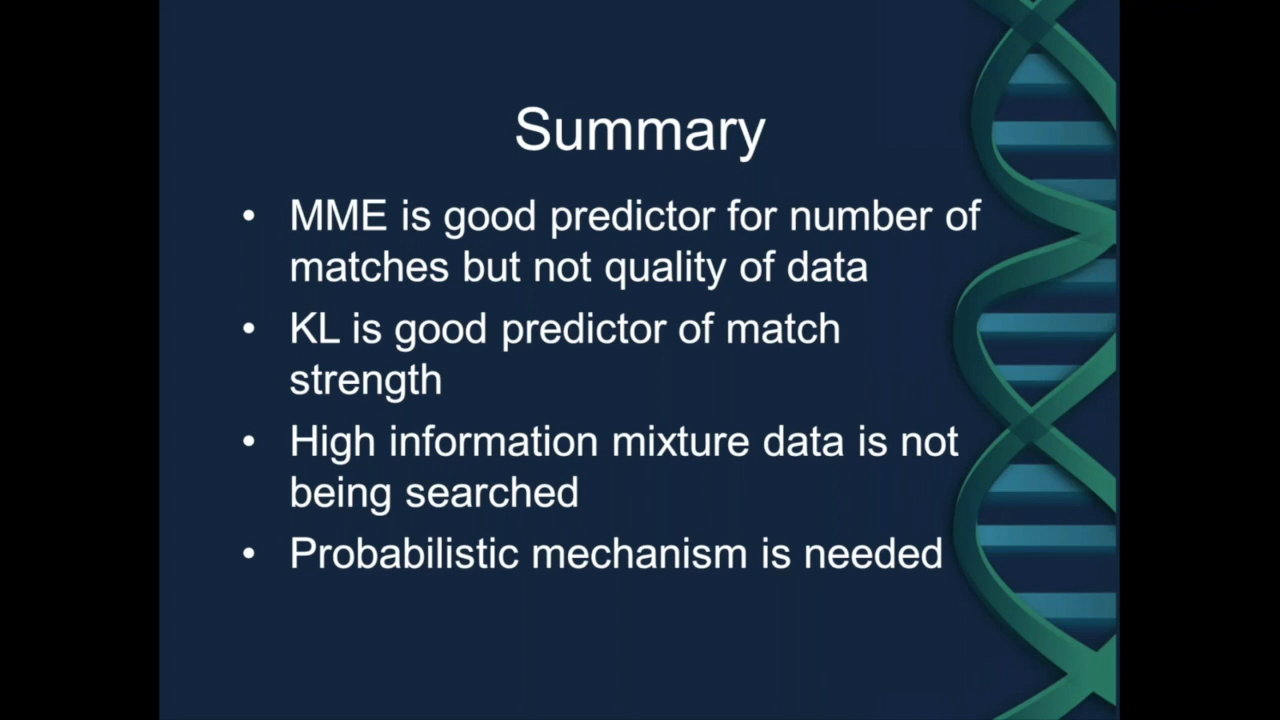 Summary
• MME is good predictor for number of
matches but not quality of data
• KL is good predictor of match
strength
• High information mixture data is not
being searched
• Probabilistic mechanism is needed